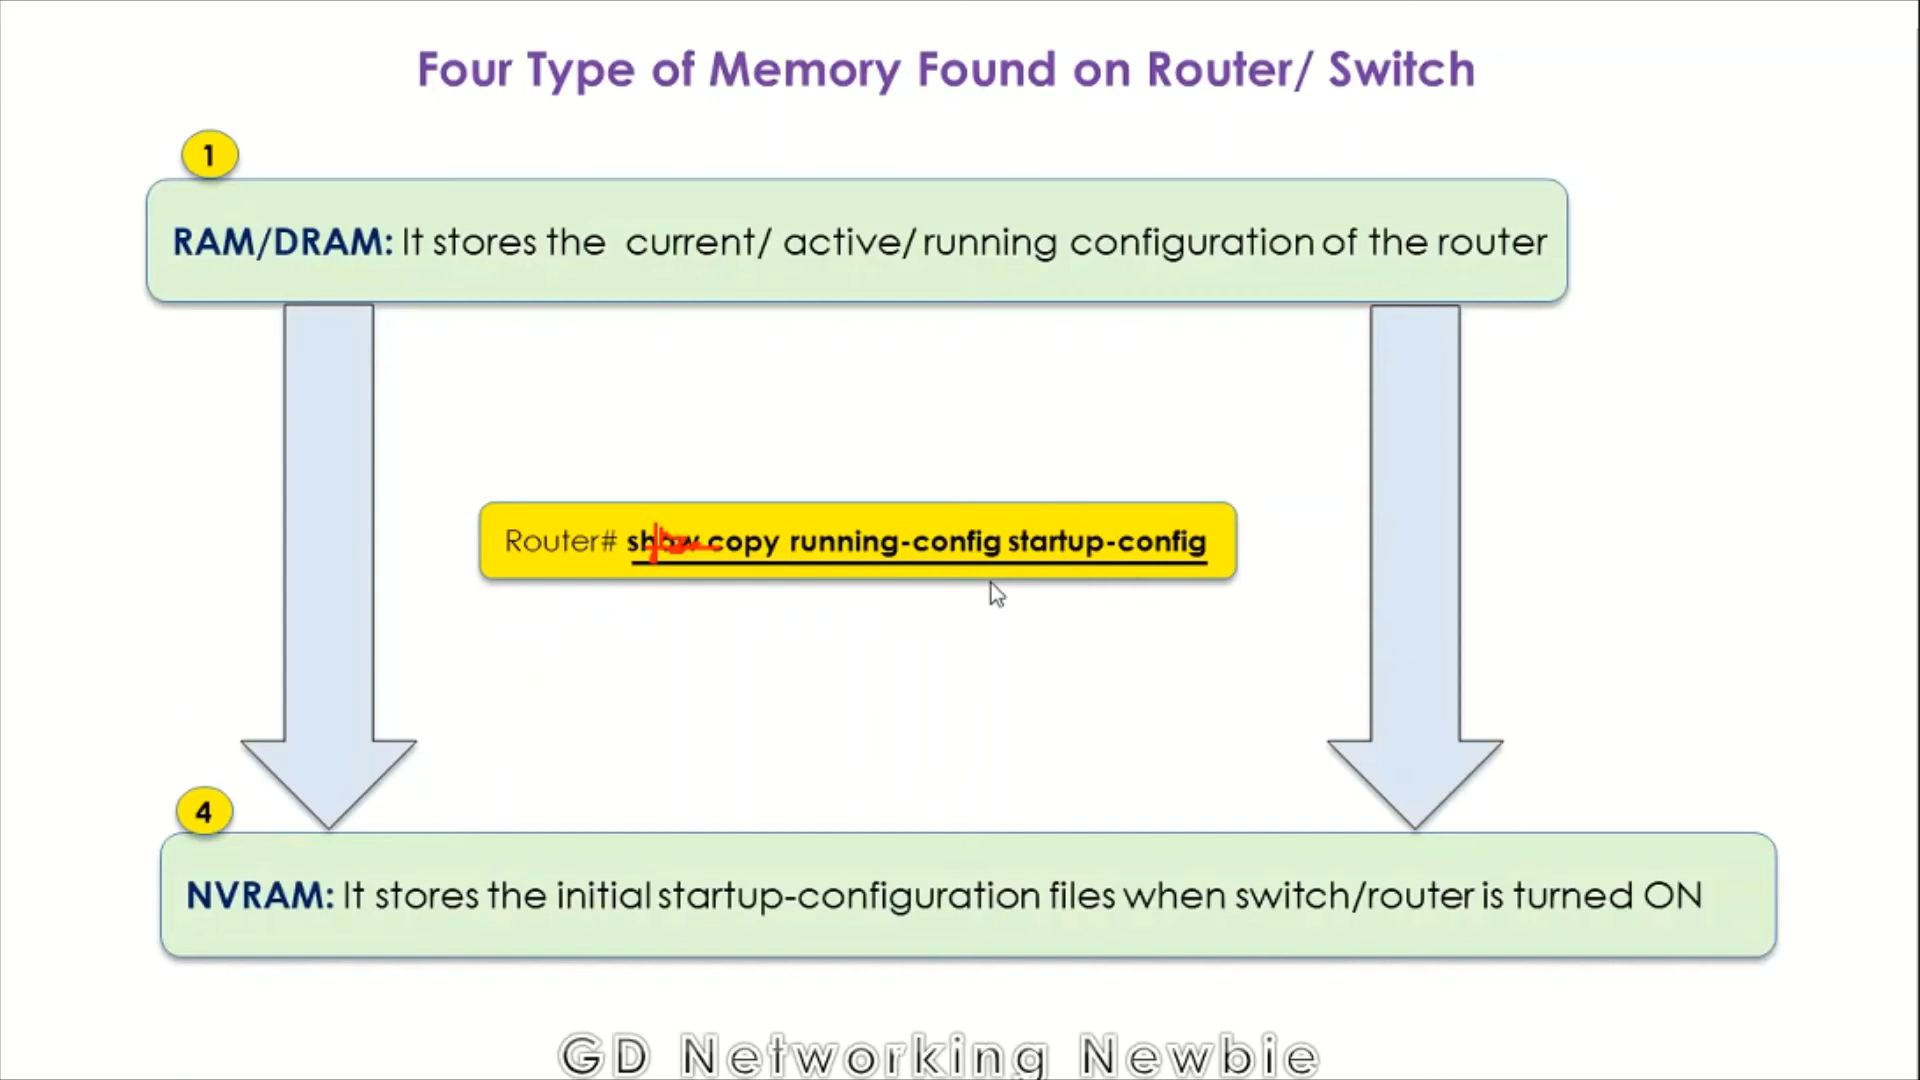 Four Type of Memory Found on Router/ Switch
1
RAM/DRAM: It stores the current/ active/ running configuration of the router
Router# show copy running-config startup-config
4
NVRAM: It stores the initial startup-configuration files when switch/router is turned ON
GD Networking Newbie